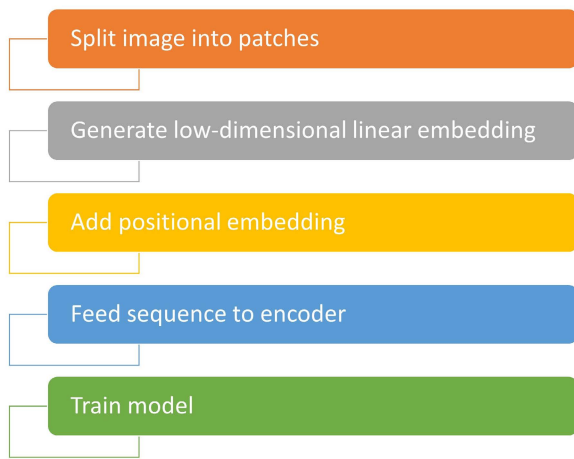 Split image into patches
Generate low-dimensional linear embedding
Add positional embedding
Feed sequence to encoder
Train model